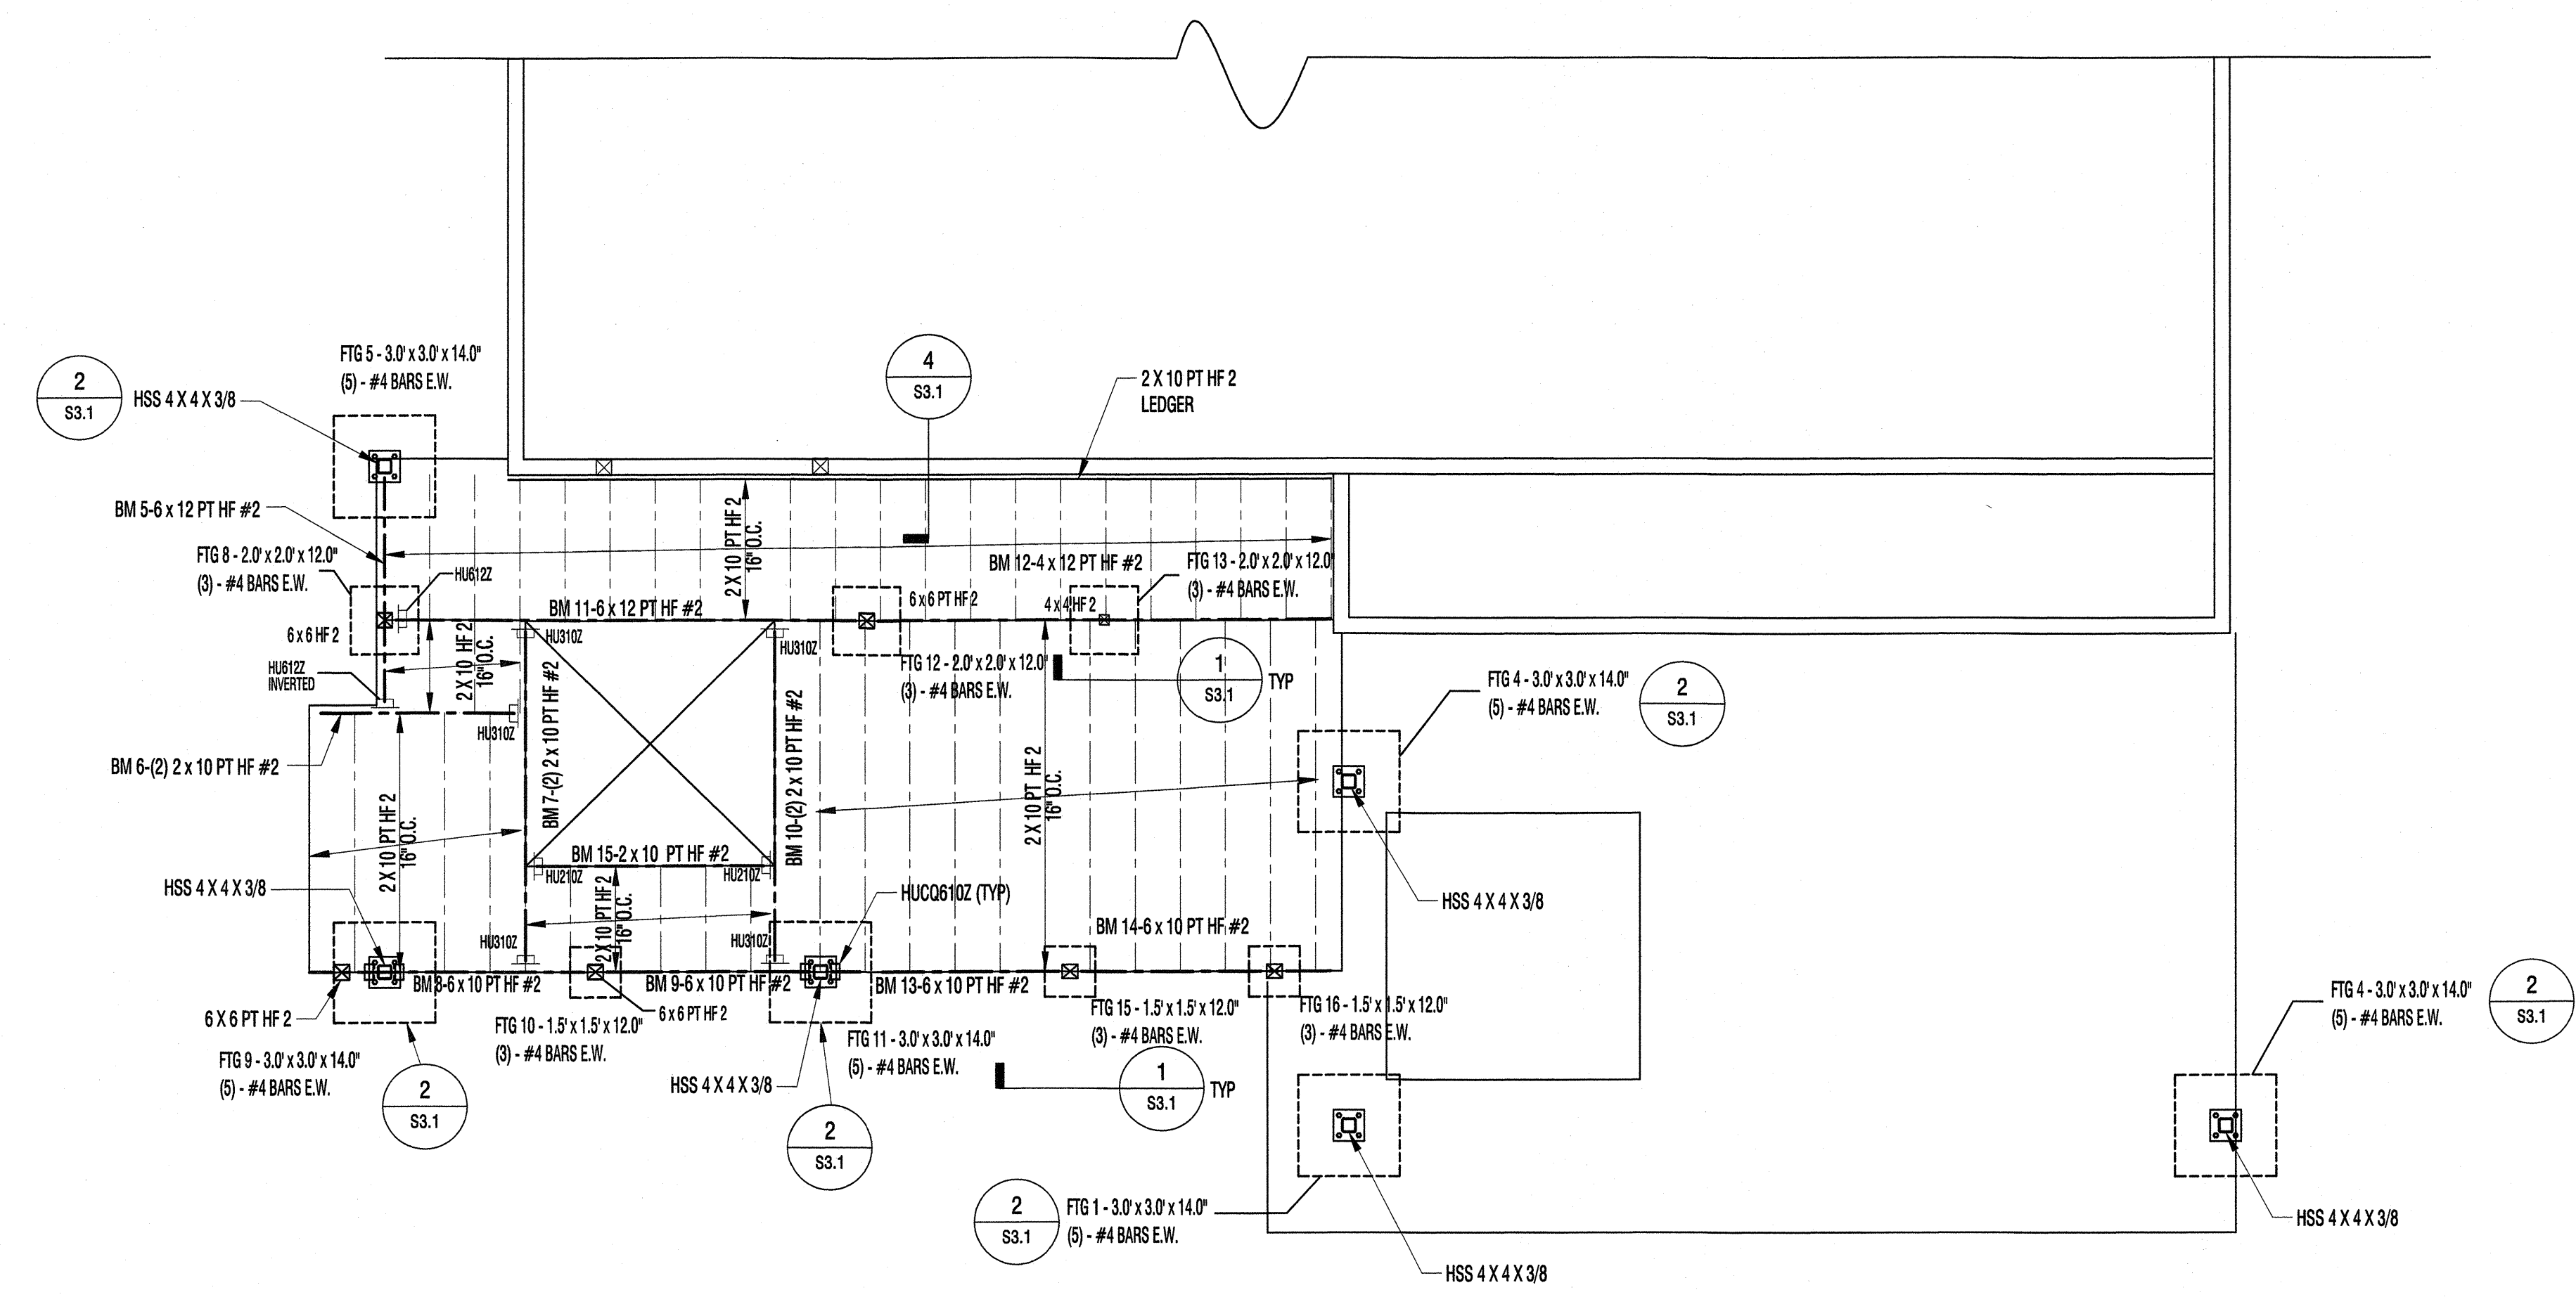 4
S3.1
FTG 5 - 3.0' x 3.0' x 14.0"
(5) - #4 BARS E.W.
2
S3.1
HSS 4 X 4 X 3/8
2 X 10 PT HF 2
LEDGER
BM 5-6 x 12 PT HF #2
2 X 10 PT HF 2
16" O.C.
FTG 8 - 2.0' x 2.0' x 12.0"
(3) - #4 BARS E.W.
HU612Z
BM 12-4 x 12 PT HF #2
FTG 13 - 2.0' x 2.0' x 12.0"
(3) - #4 BARS E.W.
BM 11-6 x 12 PT HF #2
6 x 6 PT HF 2
4 x 4 HF 2
6 x 6 HF 2
HU310Z
HU310Z
2 X 10 HF 2
16" O.C.
HU612Z
INVERTED
FTG 12 - 2.0' x 2.0' x 12.0"
(3) - #4 BARS E.W.
1
S3.1
TYP
FTG 4 - 3.0' x 3.0' x 14.0"
(5) - #4 BARS E.W.
2
S3.1
HU310Z
BM 6-(2) 2 x 10 PT HF #2
BM 7-(2) 2 x 10 PT HF #2
BM 10-(2) 2 x 10 PT HF #2
2 X 10 PT HF 2
16" O.C.
2 X 10 PT HF 2
16" O.C.
BM 15-2 x 10 PT HF #2
HU210Z
HU210Z
HSS 4 X 4 X 3/8
HUCQ610Z (TYP)
HSS 4 X 4 X 3/8
2 X 10 PT HF 2
16" O.C.
BM 14-6 x 10 PT HF #2
HU310Z
HU310Z
BM 8-6 x 10 PT HF #2
BM 9-6 x 10 PT HF #2
BM 13-6 x 10 PT HF #2
6 X 6 PT HF 2
6 x 6 PT HF 2
FTG 10 - 1.5' x 1.5' x 12.0"
(3) - #4 BARS E.W.
FTG 15 - 1.5' x 1.5' x 12.0"
(3) - #4 BARS E.W.
FTG 16 - 1.5' x 1.5' x 12.0"
(3) - #4 BARS E.W.
FTG 4 - 3.0' x 3.0' x 14.0"
(5) - #4 BARS E.W.
2
S3.1
FTG 9 - 3.0' x 3.0' x 14.0"
(5) - #4 BARS E.W.
2
S3.1
FTG 11 - 3.0' x 3.0' x 14.0"
(5) - #4 BARS E.W.
HSS 4 X 4 X 3/8
2
S3.1
1
S3.1
TYP
2
S3.1
FTG 1 - 3.0' x 3.0' x 14.0"
(5) - #4 BARS E.W.
HSS 4 X 4 X 3/8
HSS 4 X 4 X 3/8